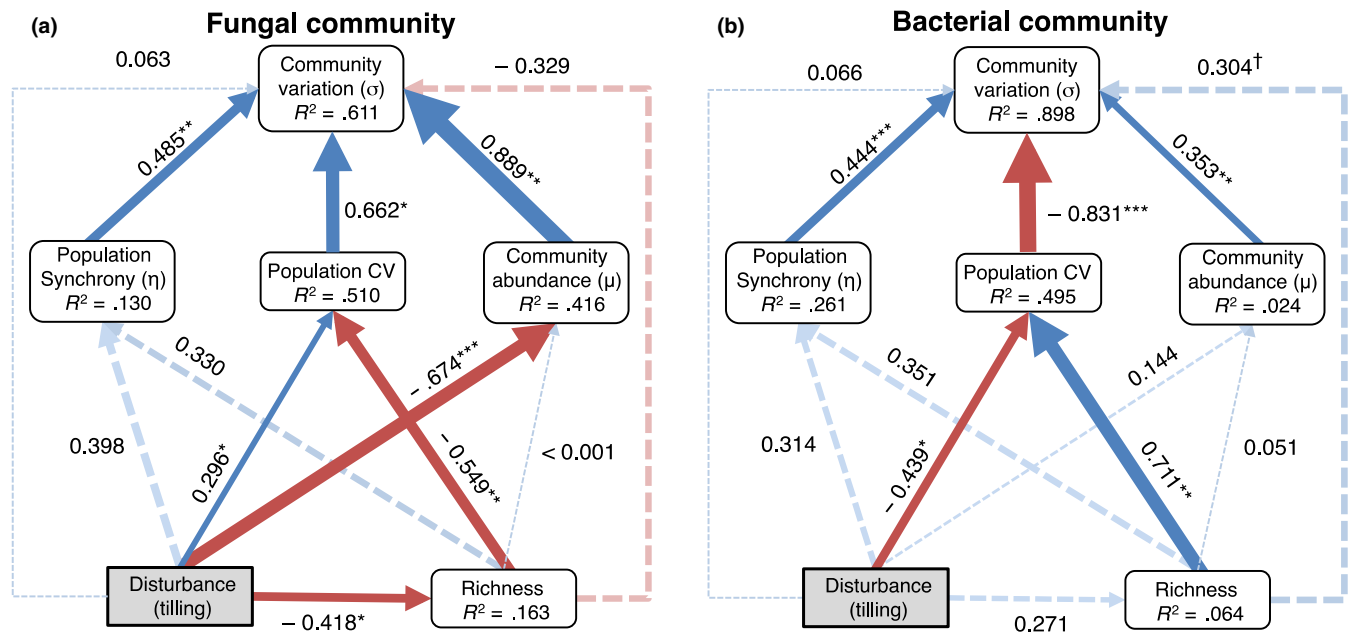 (a)
Fungal community
0.063
Community
variation (σ)
R² = .611
− 0.329
0.485**
0.662*
0.889**
Population
Synchrony (η)
R² = .130
Population CV
R² = .510
Community
abundance (μ)
R² = .416
0.330
− .674***
0.398
0.296*
− 0.549**
< 0.001
Disturbance
(tilling)
− 0.418*
Richness
R² = .163
(b)
Bacterial community
0.066
Community
variation (σ)
R² = .898
0.304†
0.444***
− 0.831***
0.353**
Population
Synchrony (η)
R² = .261
Population CV
R² = .495
Community
abundance (μ)
R² = .024
0.351
0.144
0.314
− 0.439*
0.711**
0.051
Disturbance
(tilling)
0.271
Richness
R² = .064